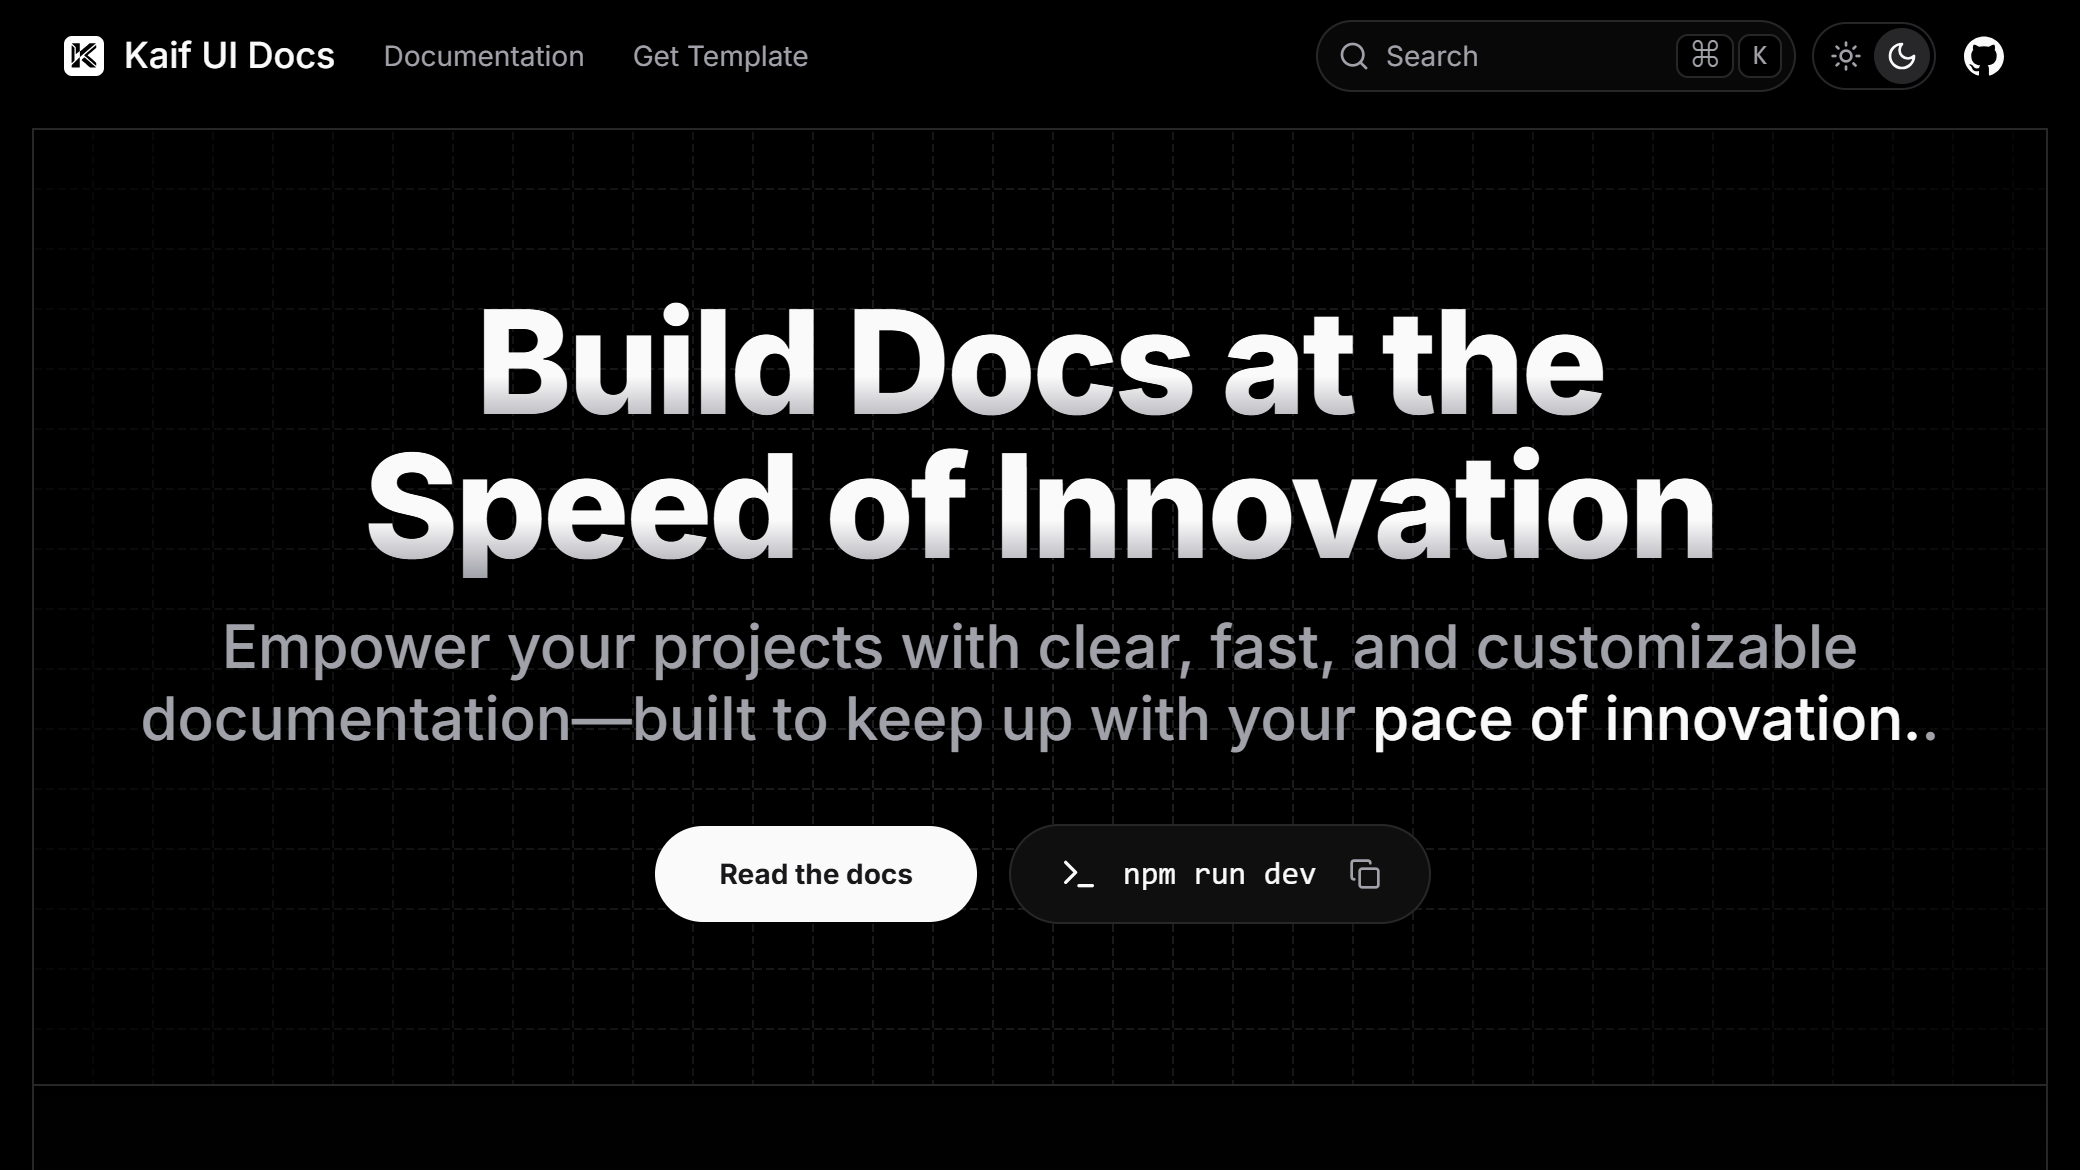 Kaif UI Docs
Documentation
Get Template
Search
⌘ K
Build Docs at the
Speed of Innovation
Empower your projects with clear, fast, and customizable
documentation—built to keep up with your pace of innovation..
Read the docs
>_ npm run dev